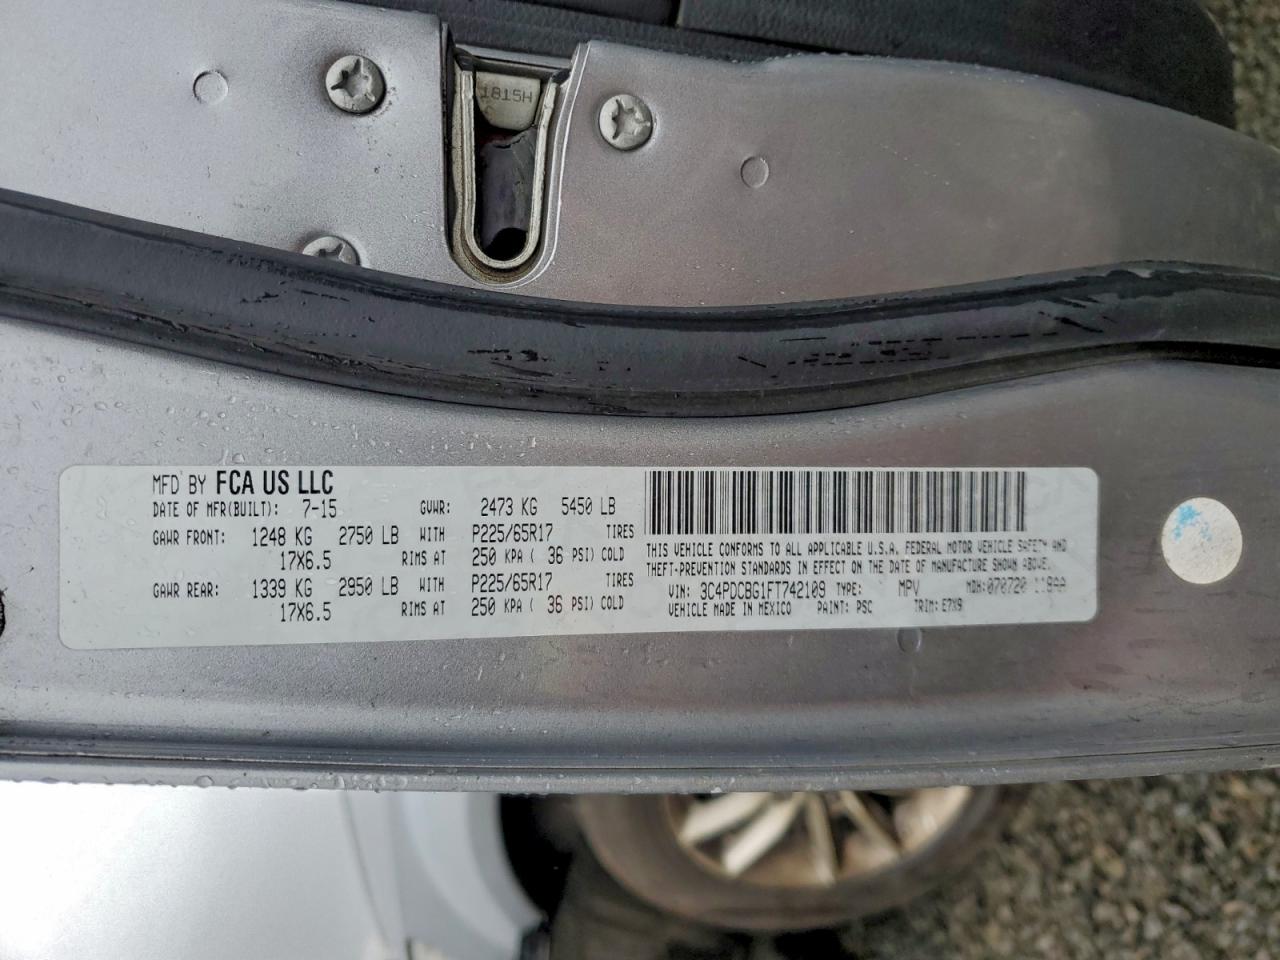 1815H
MFD BY FCA US LLC
DATE OF MFR(BUILT): 7-15 GVWR: 2473 KG 5450 LB
GAWR FRONT: 1248 KG 2750 LB WITH P225/65R17 TIRES
17X6.5 RIMS AT 250 KPA ( 36 PSI) COLD
GAWR REAR: 1339 KG 2950 LB WITH P225/65R17 TIRES
17X6.5 RIMS AT 250 KPA ( 36 PSI) COLD
THIS VEHICLE CONFORMS TO ALL APPLICABLE U.S.A. FEDERAL MOTOR VEHICLE SAFETY AND
THEFT-PREVENTION STANDARDS IN EFFECT ON THE DATE OF MANUFACTURE SHOWN ABOVE.
VIN: 3C4PDCBG1FT742109 TYPE: MPV MDH:070720 118AA
VEHICLE MADE IN MEXICO PAINT: PSC TRIM: E7X9